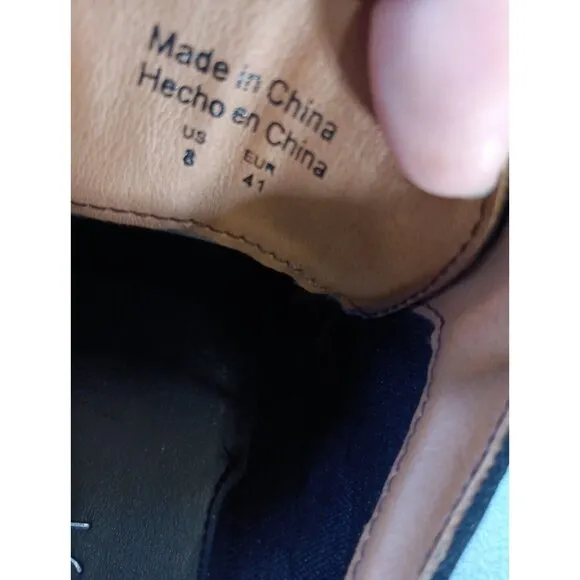 Made in China
Hecho en China
US EUR
8 41